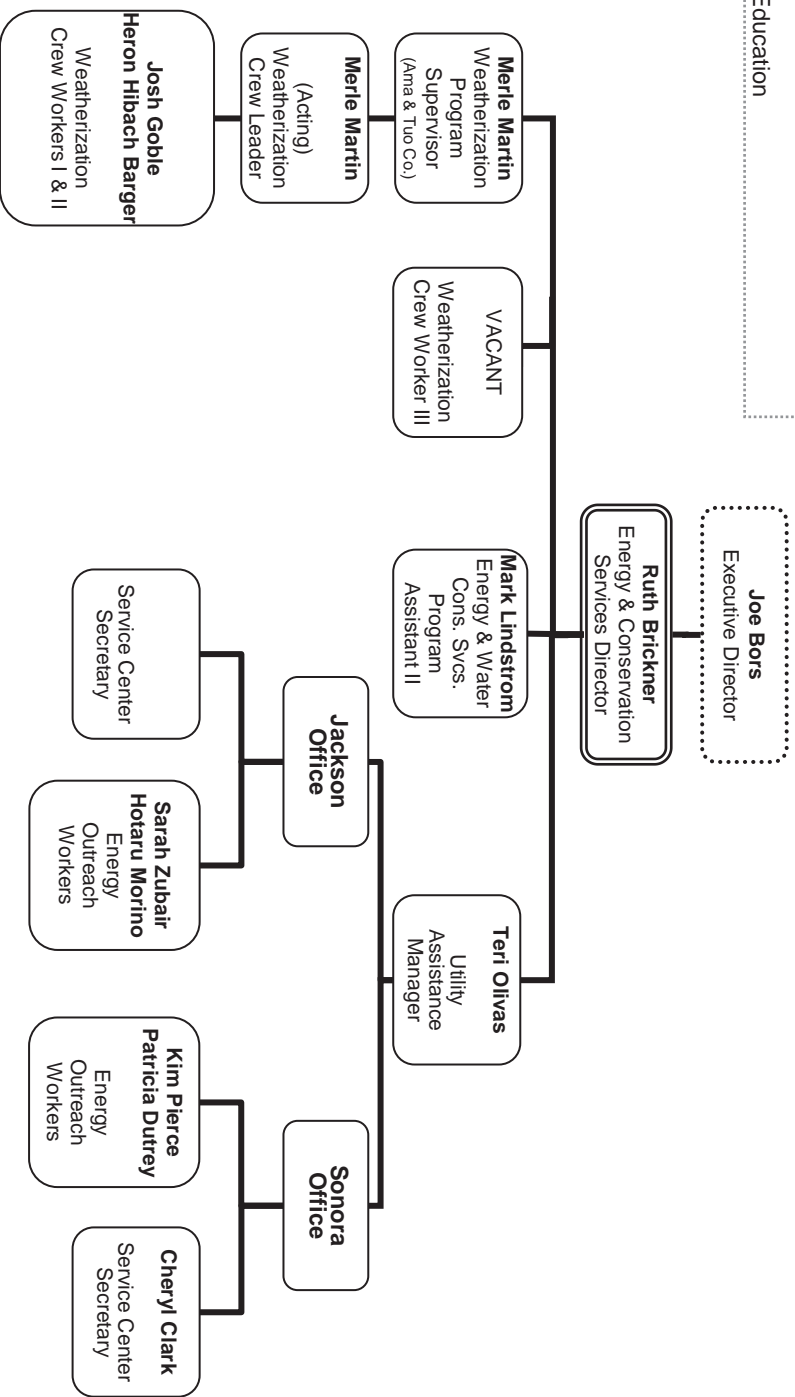 Education
Joe Bors
Executive Director
Ruth Brickner
Energy & Conservation
Services Director
Merle Martin
Weatherization
Program
Supervisor
(Ama & Tuo Co.)
VACANT
Weatherization
Crew Worker III
Mark Lindstrom
Energy & Water
Cons. Svcs.
Program
Assistant II
Teri Olivas
Utility
Assistance
Manager
Merle Martin
(Acting)
Weatherization
Crew Leader
Jackson
Office
Sonora
Office
Josh Goble
Heron Hibach Barger
Weatherization
Crew Workers I & II
Service Center
Secretary
Sarah Zubair
Hotaru Morino
Energy
Outreach
Workers
Kim Pierce
Patricia Dutrey
Energy
Outreach
Workers
Cheryl Clark
Service Center
Secretary